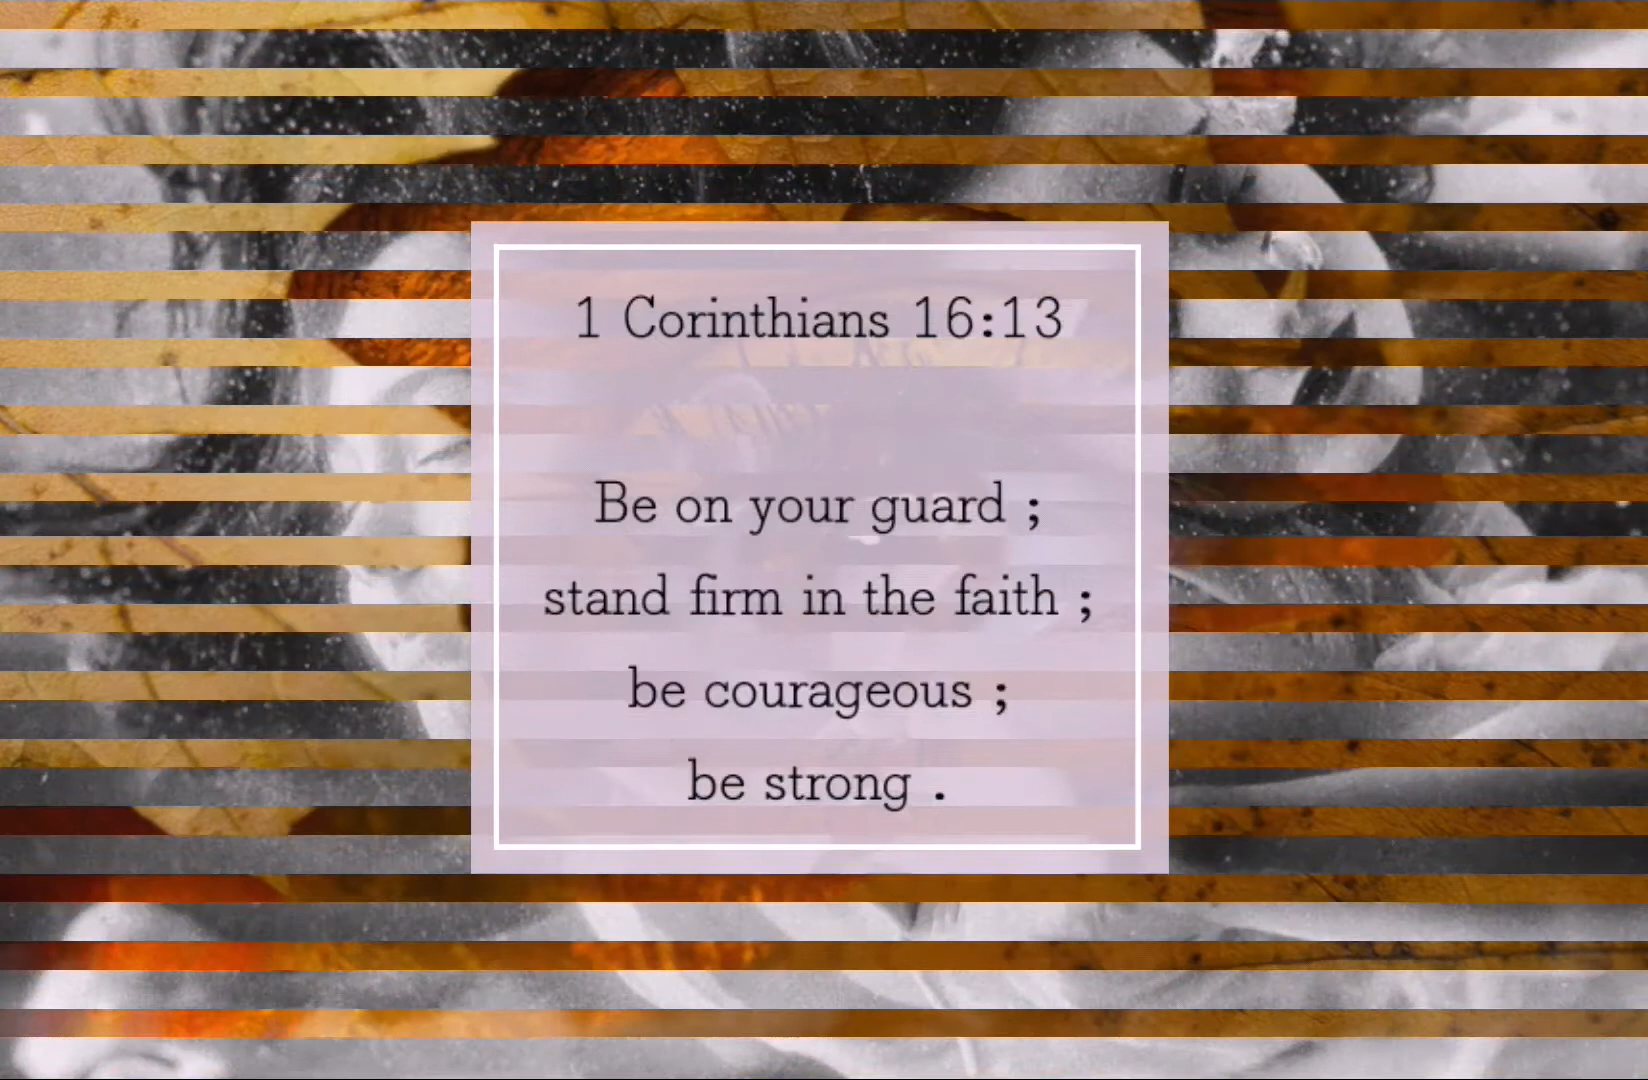 1 Corinthians 16:13
Be on your guard ;
stand firm in the faith ;
be courageous ;
be strong .